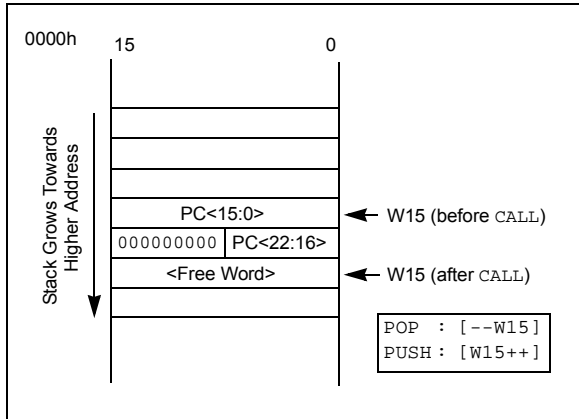 0000h
15
0
Stack Grows Towards
Higher Address
PC<15:0>
W15 (before CALL)
000000000
PC<22:16>
<Free Word>
W15 (after CALL)
POP : [--W15]
PUSH : [W15++]